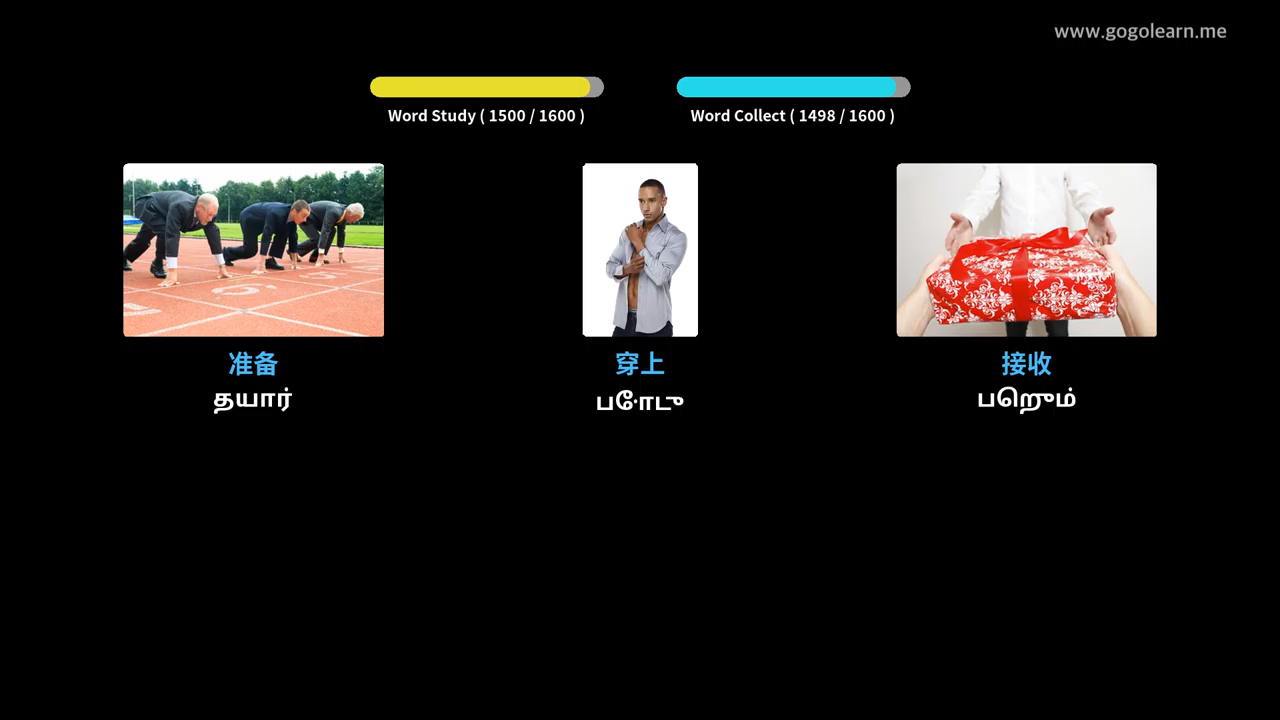 www.gogolearn.me
Word Study ( 1500 / 1600 )
Word Collect ( 1498 / 1600 )
准备
穿上
接收
தயார்
போடு
பெறும்